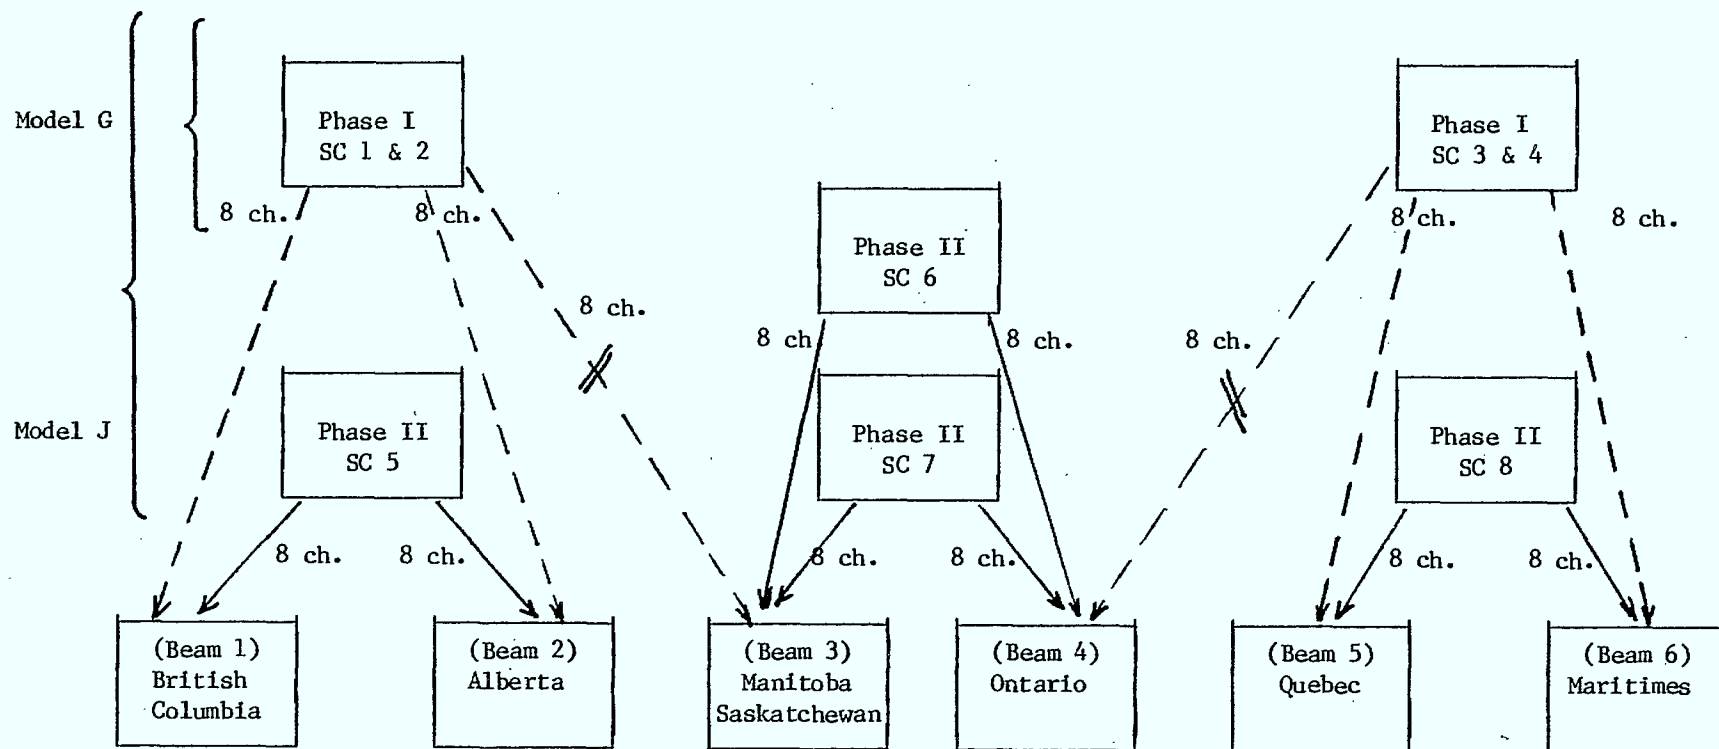 Model G
Phase I
SC 1 & 2
Phase I
SC 3 & 4
8 ch.
8 ch.
8 ch.
8 ch.
Phase II
SC 6
8 ch.
8 ch
8 ch.
8 ch.
Model J
Phase II
SC 5
Phase II
SC 7
Phase II
SC 8
8 ch.
8 ch.
8 ch.
8 ch.
8 ch.
8 ch.
(Beam 1)
British
Columbia
(Beam 2)
Alberta
(Beam 3)
Manitoba
Saskatchewan
(Beam 4)
Ontario
(Beam 5)
Quebec
(Beam 6)
Maritimes